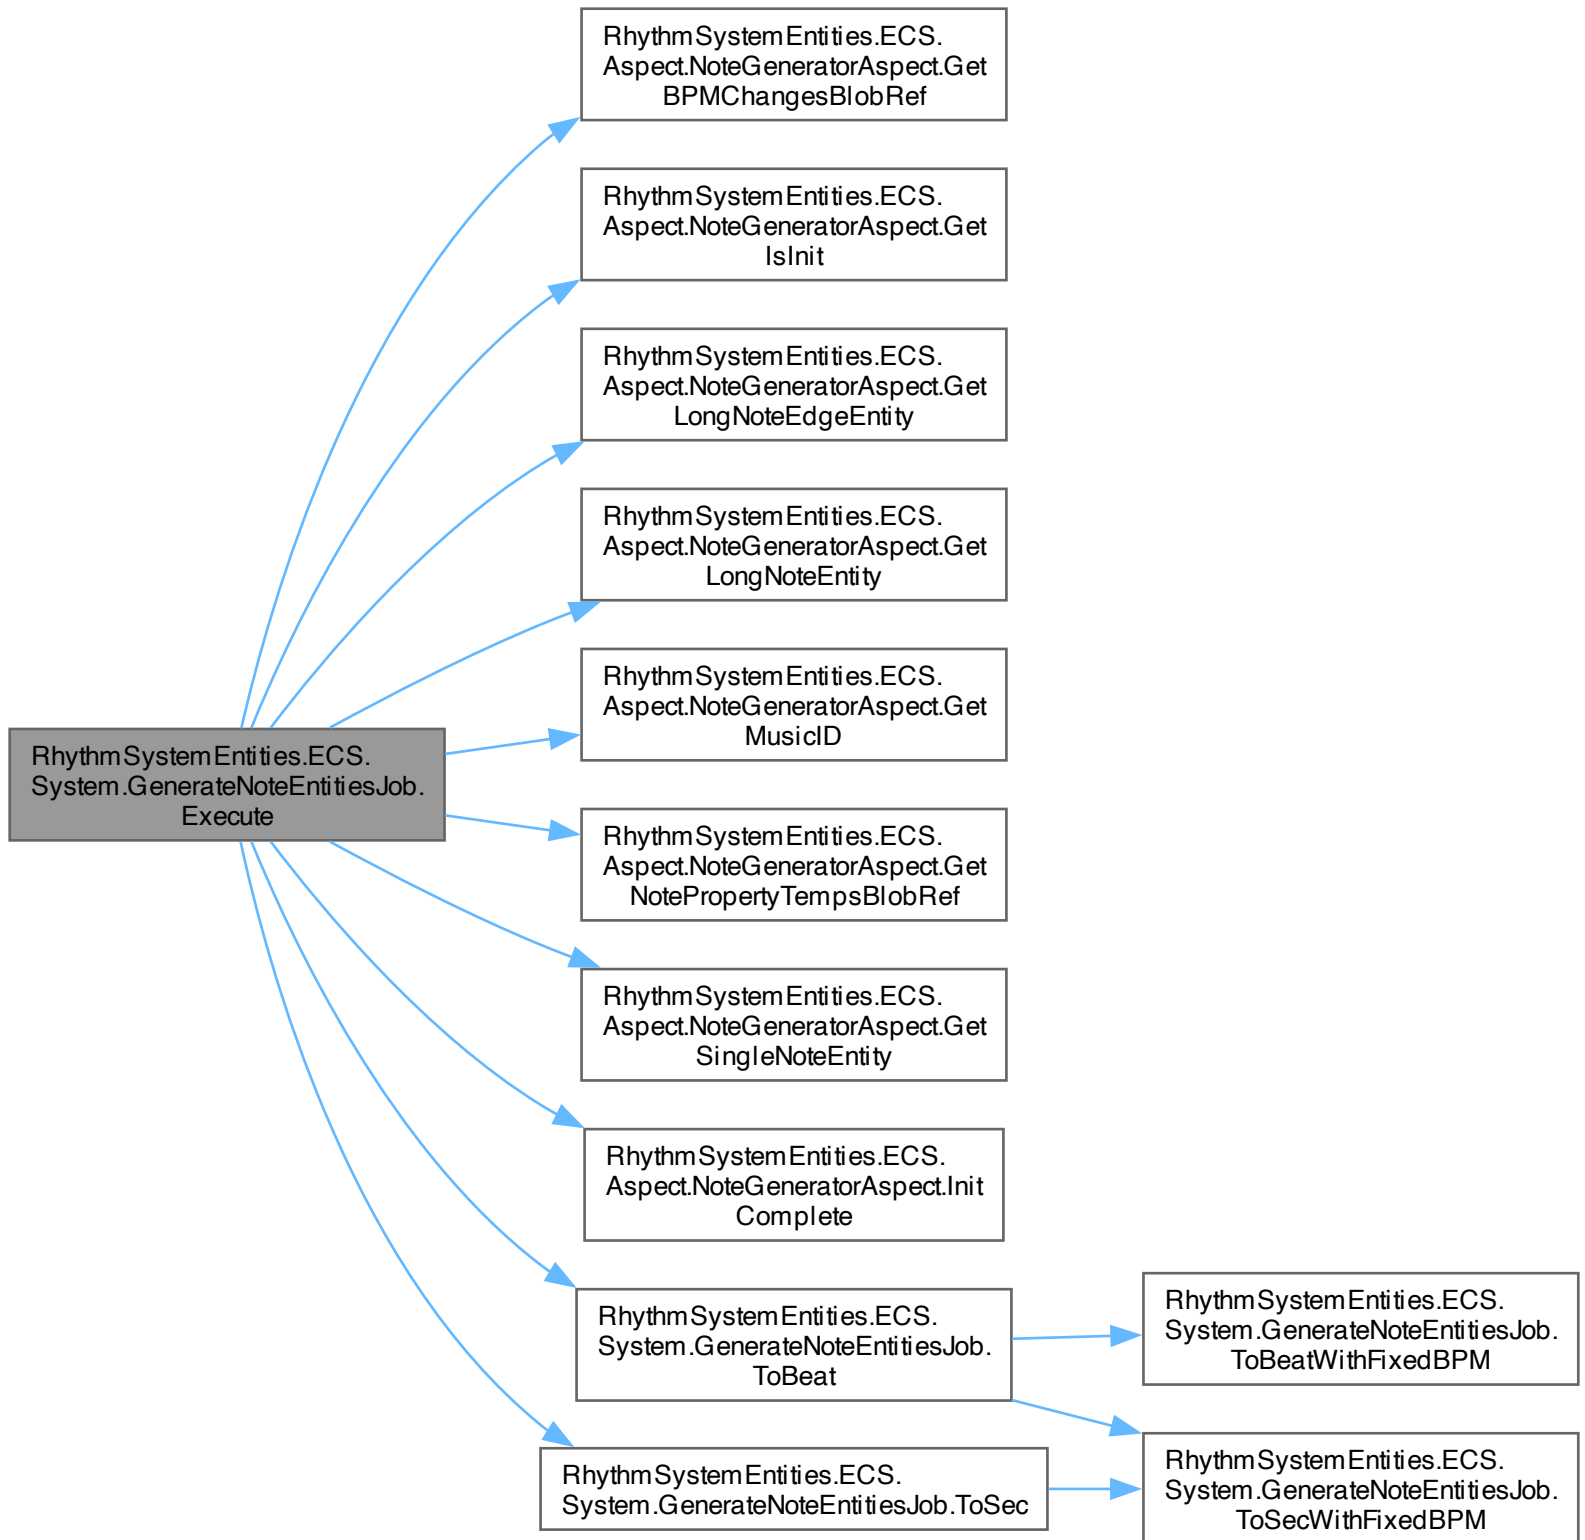 RhythmSystemEntities.ECS.
Aspect.NoteGeneratorAspect.Get
BPMChangesBlobRef
RhythmSystemEntities.ECS.
Aspect.NoteGeneratorAspect.Get
IsInit
RhythmSystemEntities.ECS.
Aspect.NoteGeneratorAspect.Get
LongNoteEdgeEntity
RhythmSystemEntities.ECS.
Aspect.NoteGeneratorAspect.Get
LongNoteEntity
RhythmSystemEntities.ECS.
Aspect.NoteGeneratorAspect.Get
MusicID
RhythmSystemEntities.ECS.
System.GenerateNoteEntitiesJob.
Execute
RhythmSystemEntities.ECS.
Aspect.NoteGeneratorAspect.Get
NotePropertyTempsBlobRef
RhythmSystemEntities.ECS.
Aspect.NoteGeneratorAspect.Get
SingleNoteEntity
RhythmSystemEntities.ECS.
Aspect.NoteGeneratorAspect.Init
Complete
RhythmSystemEntities.ECS.
System.GenerateNoteEntitiesJob.
ToBeat
RhythmSystemEntities.ECS.
System.GenerateNoteEntitiesJob.
ToBeatWithFixedBPM
RhythmSystemEntities.ECS.
System.GenerateNoteEntitiesJob.ToSec
RhythmSystemEntities.ECS.
System.GenerateNoteEntitiesJob.
ToSecWithFixedBPM